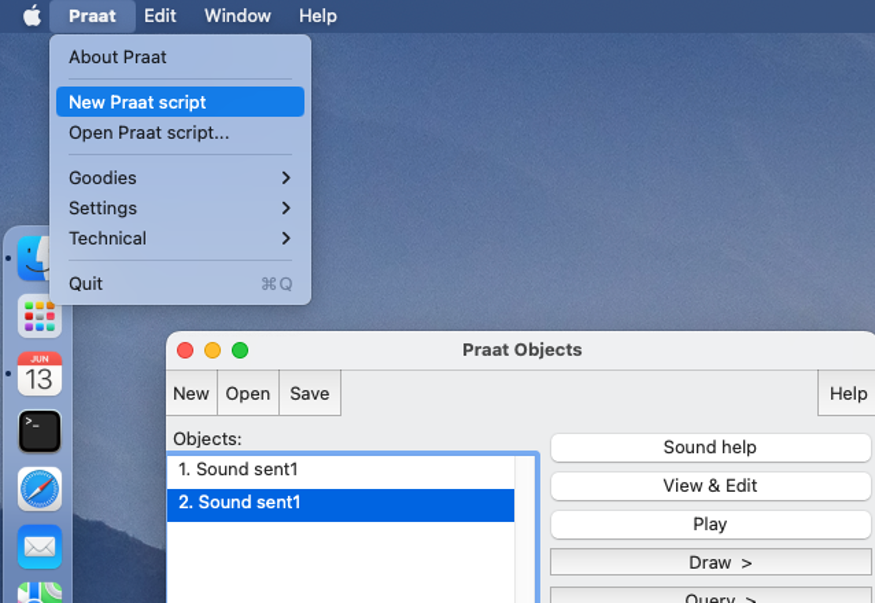 Praat Edit Window Help
About Praat
New Praat script
Open Praat script...
Goodies
Settings
Technical
Quit ⌘Q
JUN
13
>_
Praat Objects
New Open Save Help
Objects:
1. Sound sent1
2. Sound sent1
Sound help
View & Edit
Play
Draw >
Query >